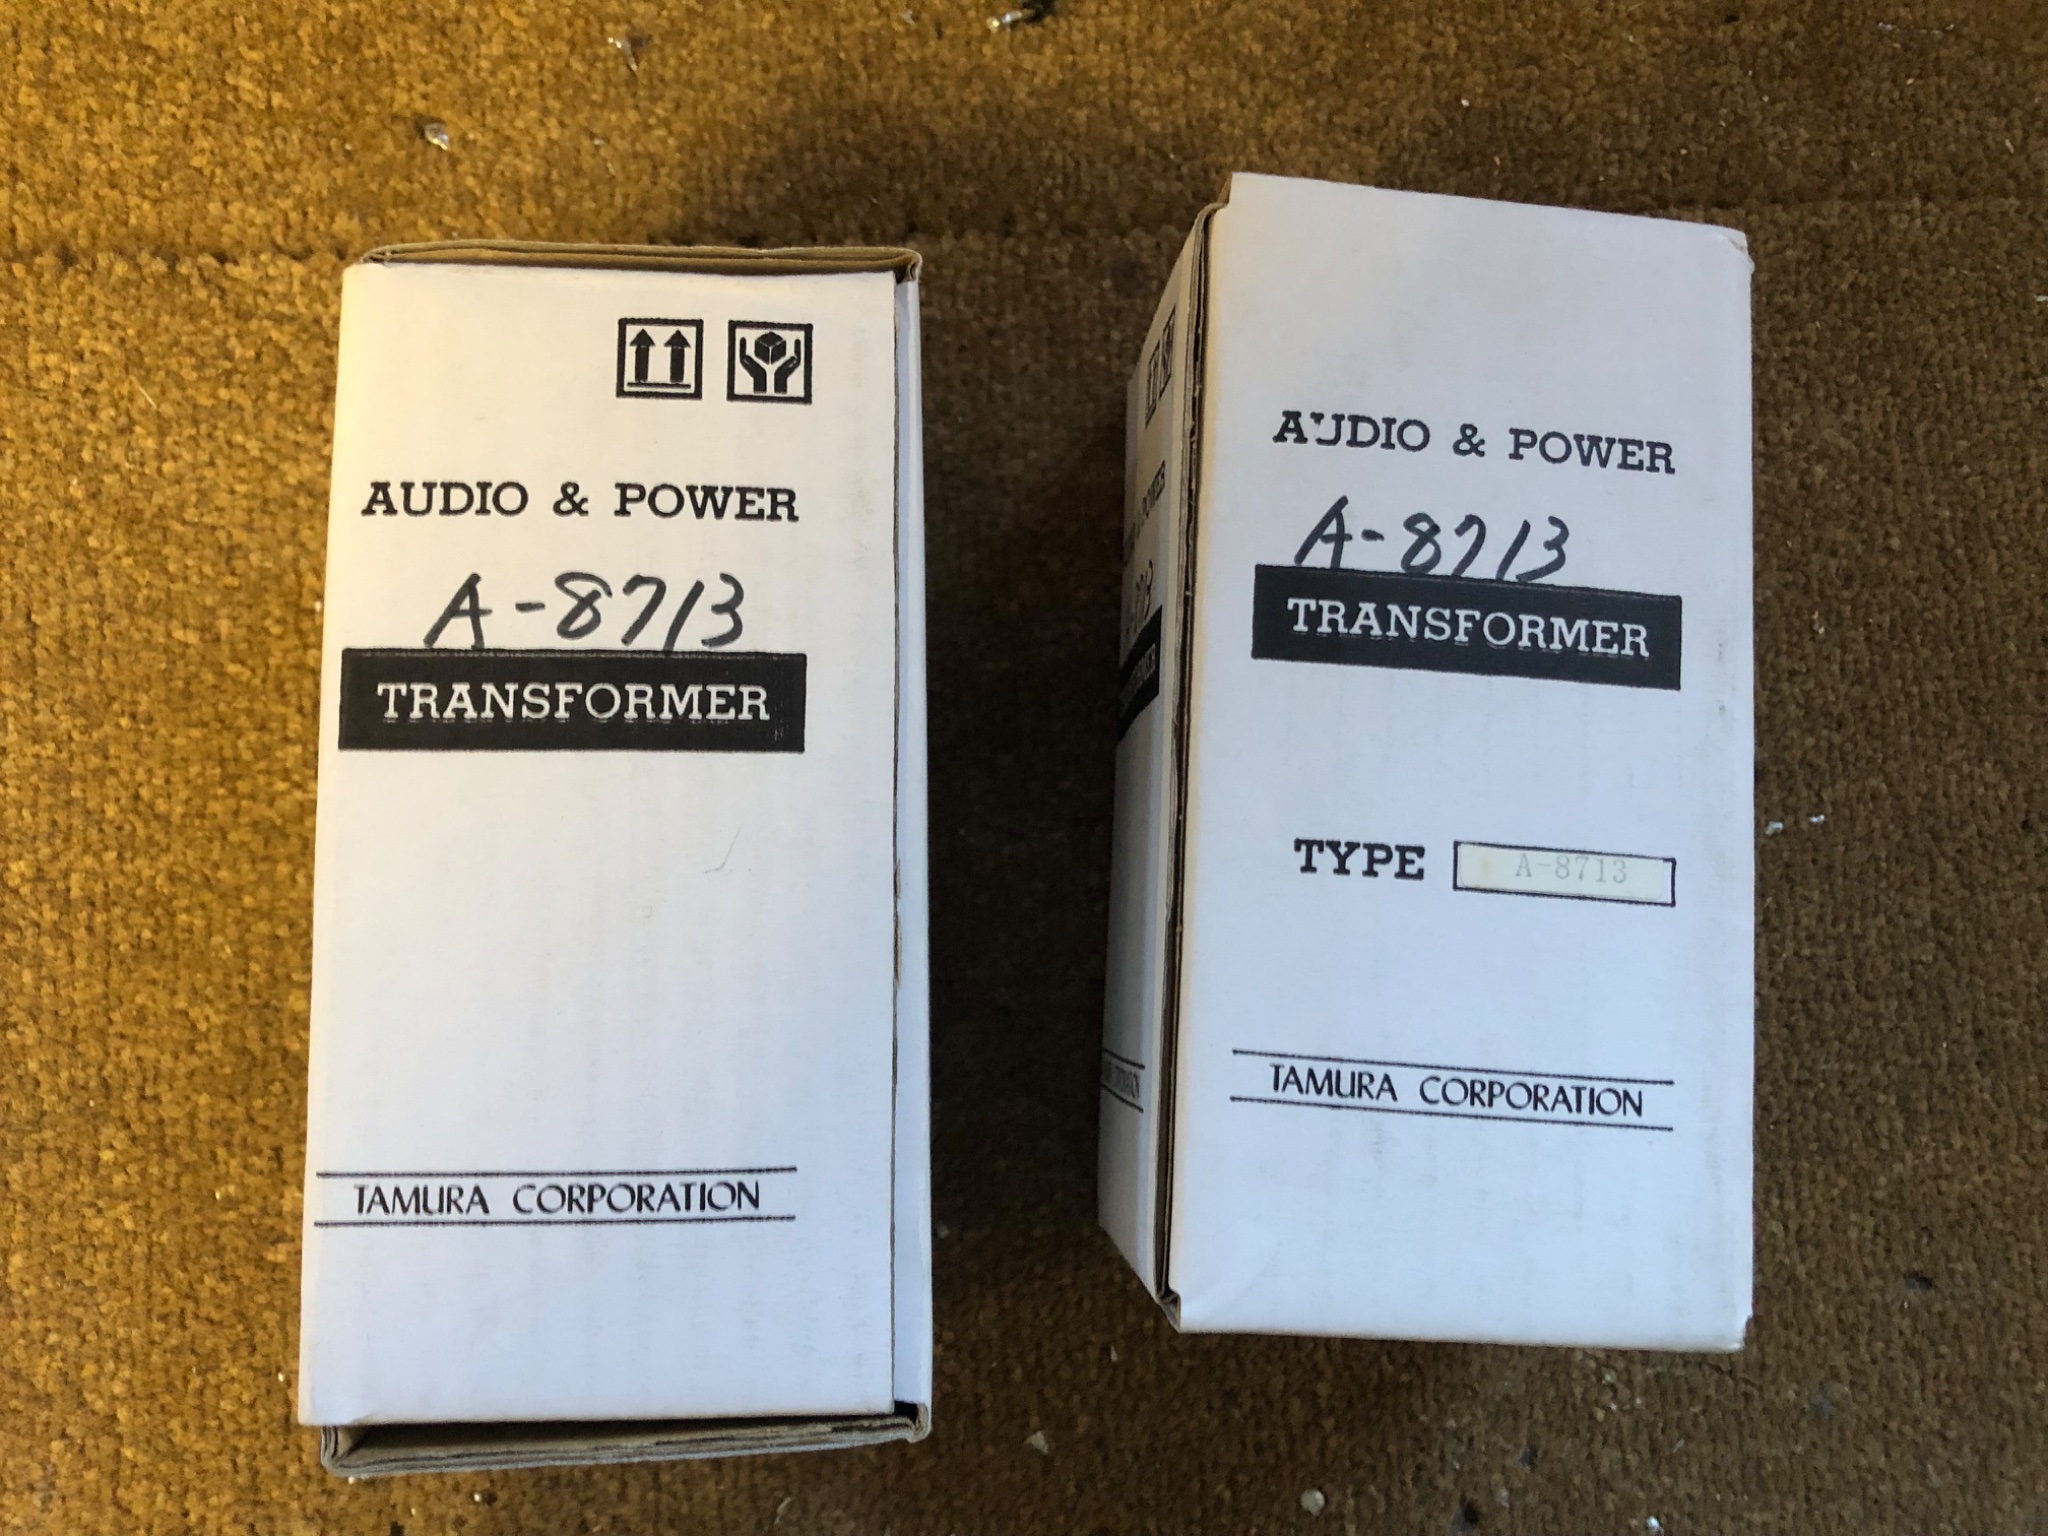 AUDIO & POWER
A-8713
TRANSFORMER
TAMURA CORPORATION
AUDIO & POWER
A-8713
TRANSFORMER
TYPE A-8713
TAMURA CORPORATION